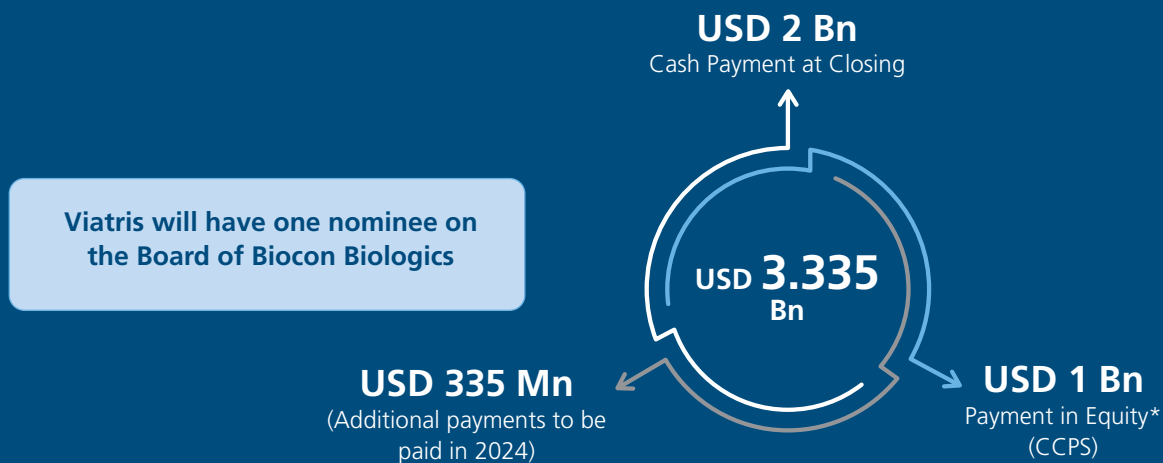 USD 2 Bn
Cash Payment at Closing
Viatris will have one nominee on
the Board of Biocon Biologics
USD 3.335
Bn
USD 335 Mn
(Additional payments to be
paid in 2024)
USD 1 Bn
Payment in Equity*
(CCPS)